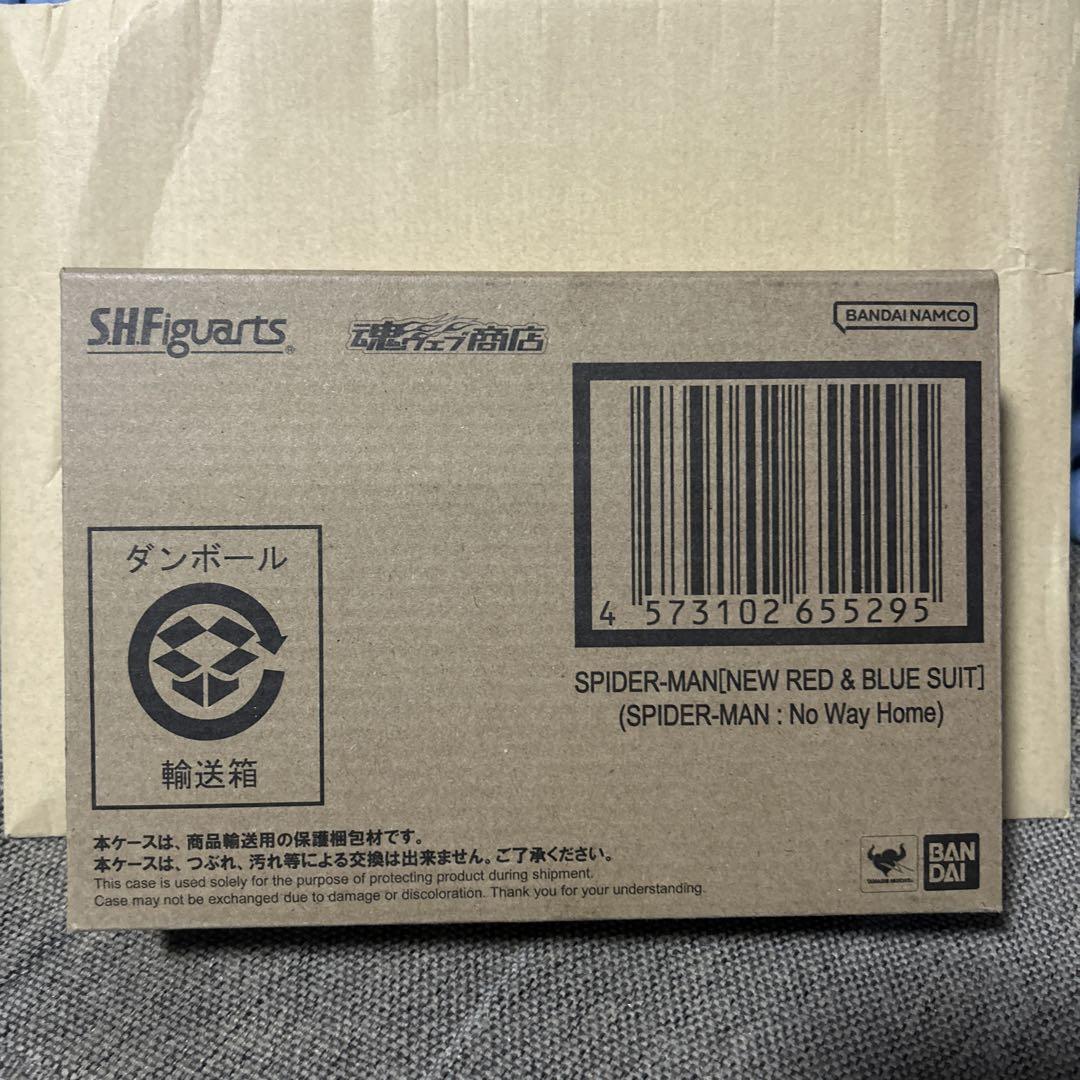 S.H.Figuarts®
魂ウェブ商店
BANDAI NAMCO
4 573102 655295
SPIDER-MAN[NEW RED & BLUE SUIT]
(SPIDER-MAN : No Way Home)
ダンボール
輸送箱
本ケースは、商品輸送用の保護梱包材です。
本ケースは、つぶれ、汚れ等による交換は出来ません。ご了承ください。
This case is used solely for the purpose of protecting product during shipment.
Case may not be exchanged due to damage or discoloration. Thank you for your understanding.
TAMASHII NATIONS
BAN
DAI